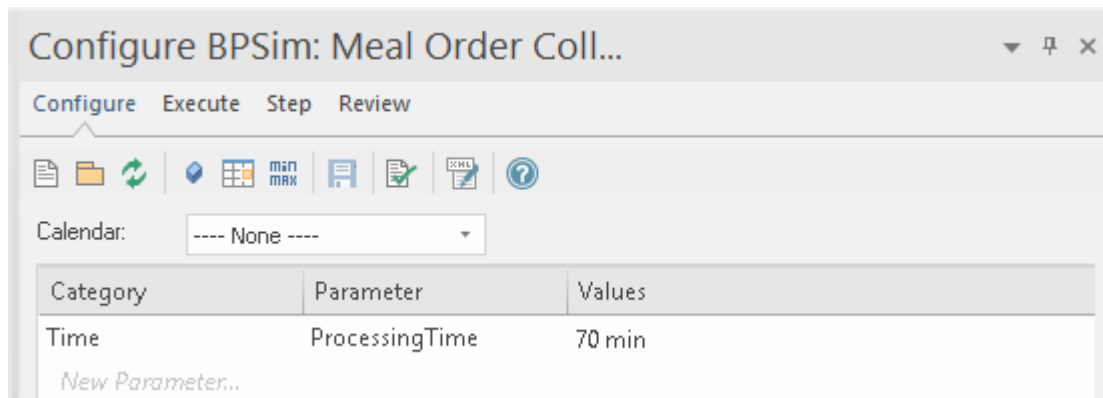 Configure BPSim: Meal Order Coll...
Configure Execute Step Review
min
max
XML
?
Calendar: ---- None ----
Category Parameter Values
Time ProcessingTime 70 min
New Parameter...